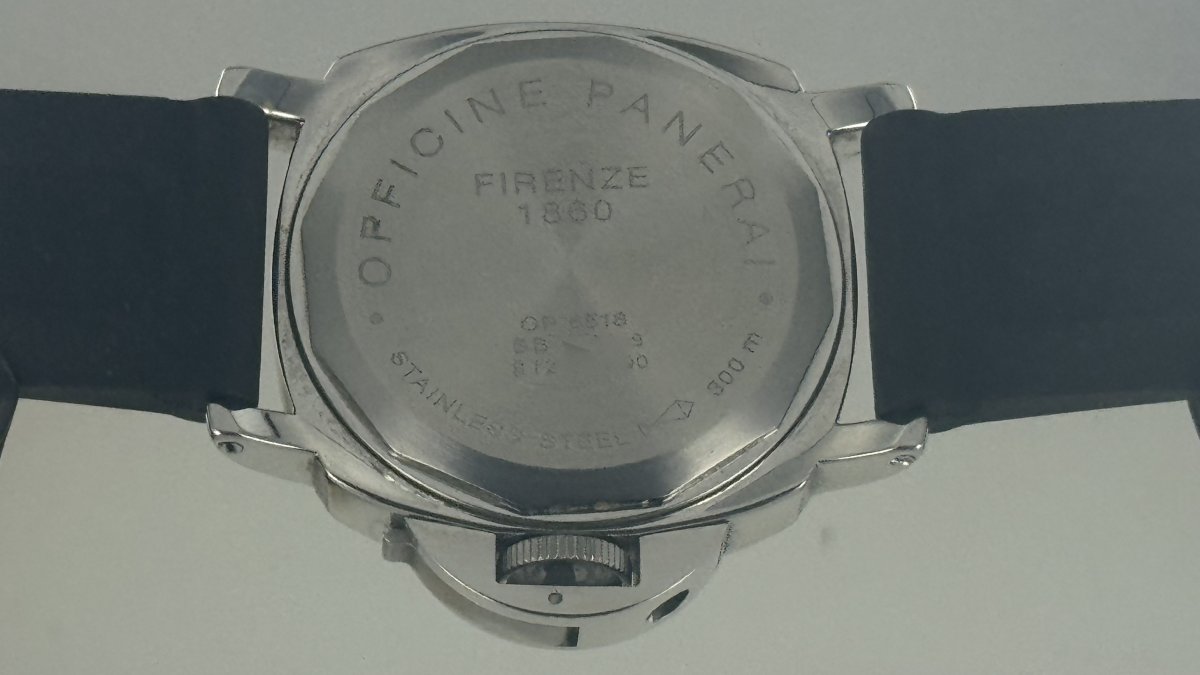 OFFICINE PANERAI
FIRENZE
1860
STAINLESS STEEL
300 m